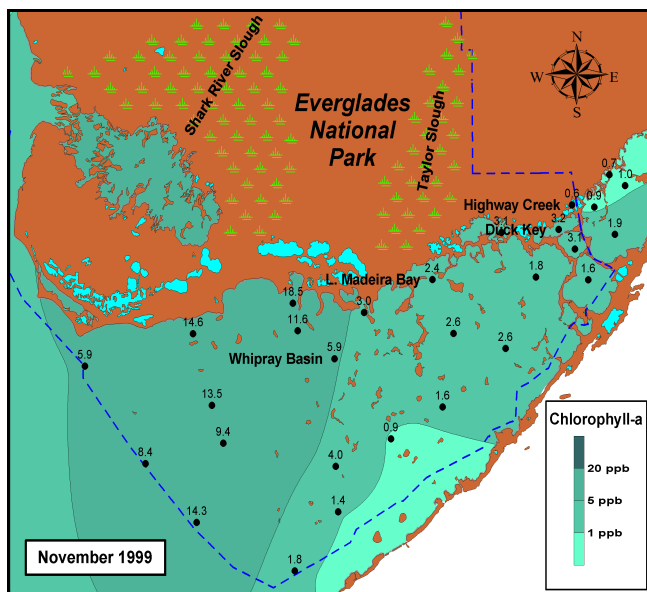 Shark River Slough
Everglades
National
Park
Taylor Slough
N
W
E
S
0.7
1.0
Highway Creek
0.6
0.9
3.1
Duck Key
3.2
1.9
3.1
L. Madeira Bay
2.4
1.8
1.6
18.5
3.0
14.6
11.6
2.6
2.6
5.9
Whipray Basin
5.9
13.5
1.6
9.4
0.9
8.4
4.0
14.3
1.4
1.8
Chlorophyll-a
20 ppb
5 ppb
1 ppb
November 1999